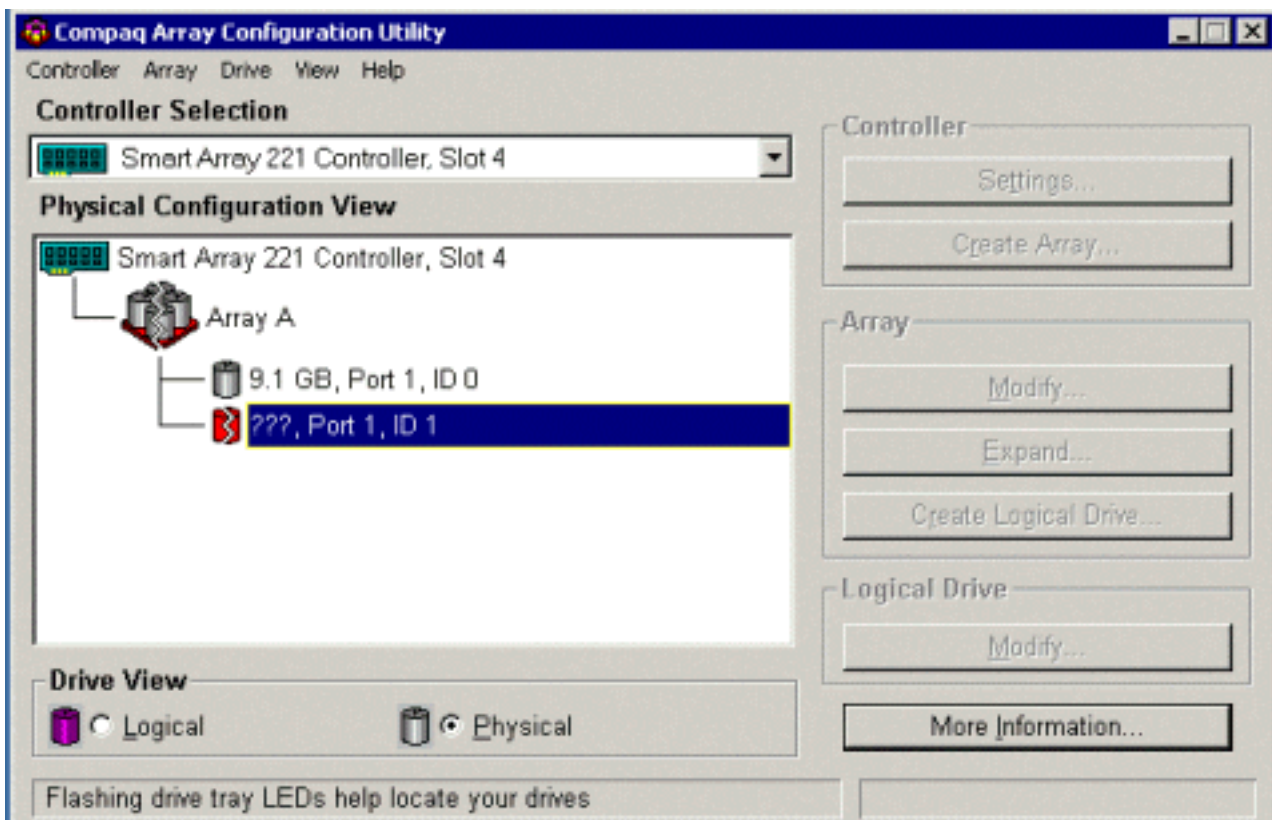 Compaq Array Configuration Utility
Controller Array Drive View Help
Controller Selection
Smart Array 221 Controller, Slot 4
Physical Configuration View
Smart Array 221 Controller, Slot 4
Array A
9.1 GB, Port 1, ID 0
???, Port 1, ID 1
Drive View
Logical
Physical
Flashing drive tray LEDs help locate your drives
Controller
Settings...
Create Array...
Array
Modify...
Expand...
Create Logical Drive...
Logical Drive
Modify...
More Information...